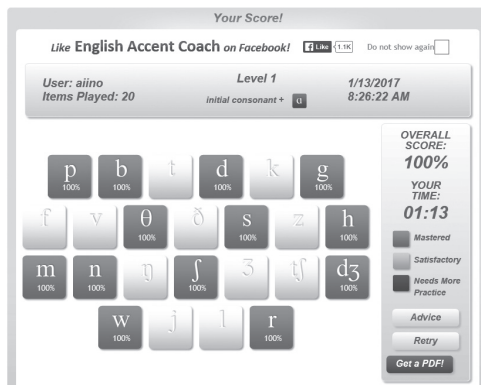 Your Score!
Like English Accent Coach on Facebook! f Like 1.1K Do not show again
User: aiino
Items Played: 20
Level 1
initial consonant + ɑ
1/13/2017
8:26:22 AM
p b t d k g
100% 100% 100% 100%
f v θ ð s z h
100% 100% 100%
m n ŋ ʃ ʒ tʃ dʒ
100% 100% 100% 100%
w j l r
100% 100%
OVERALL
SCORE:
100%
YOUR
TIME:
01:13
Mastered
Satisfactory
Needs More
Practice
Advice
Retry
Get a PDF!